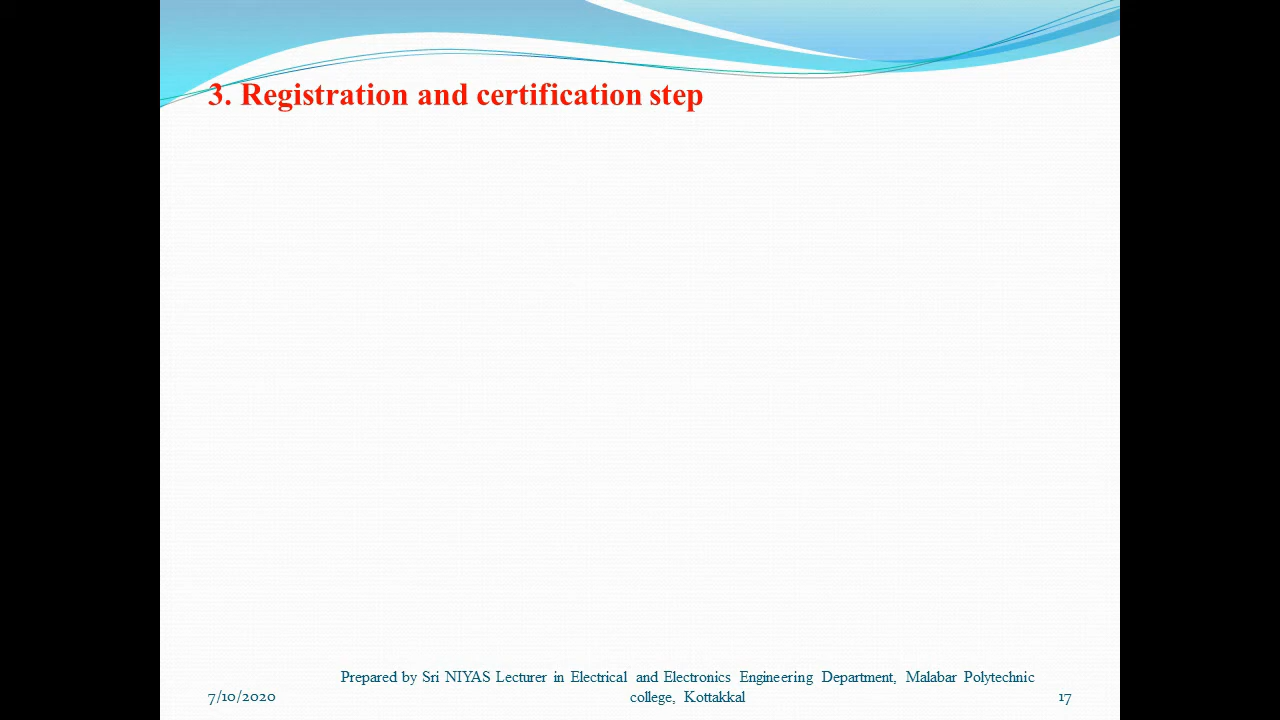 3. Registration and certification step
Prepared by Sri NIYAS Lecturer in Electrical and Electronics Engineering Department, Malabar Polytechnic
college, Kottakkal
7/10/2020
17